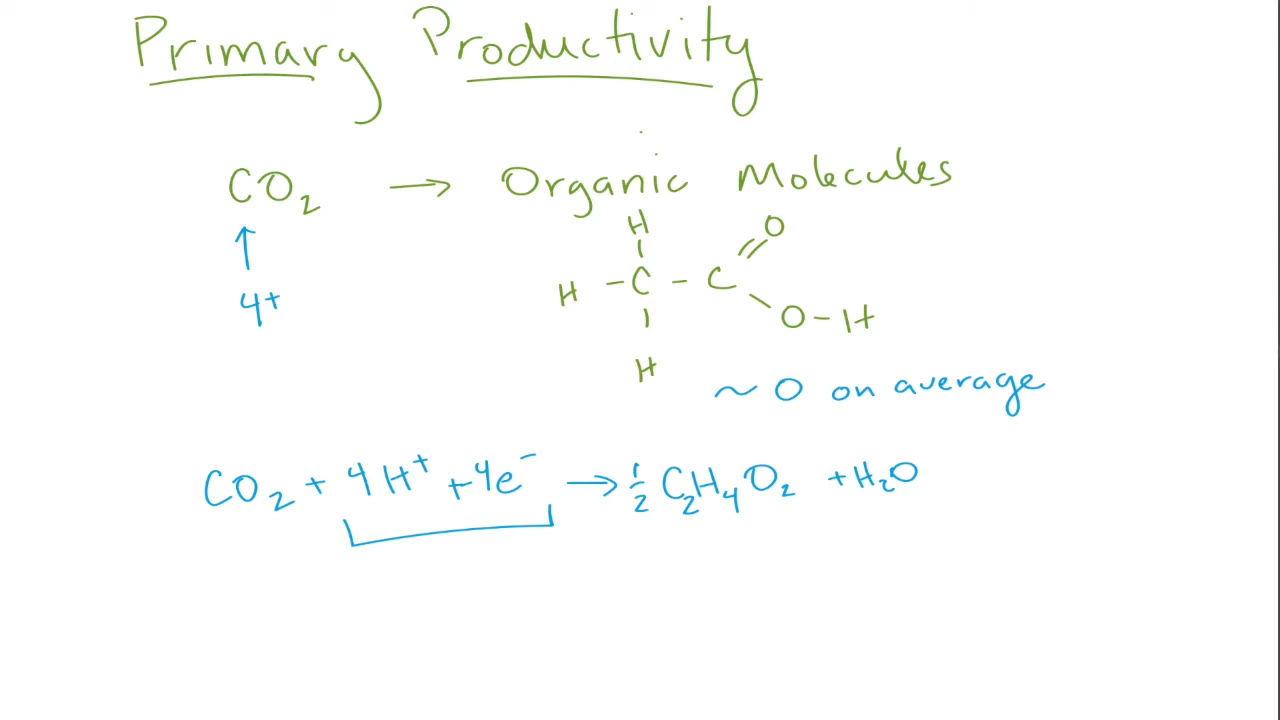 Primary Productivity
CO₂ → Organic Molecules
4+
H
H - C - C = O
O - H
H
~ 0 on average
CO₂ + 4H⁺ + 4e⁻ → 1/2 C₂H₄O₂ + H₂O